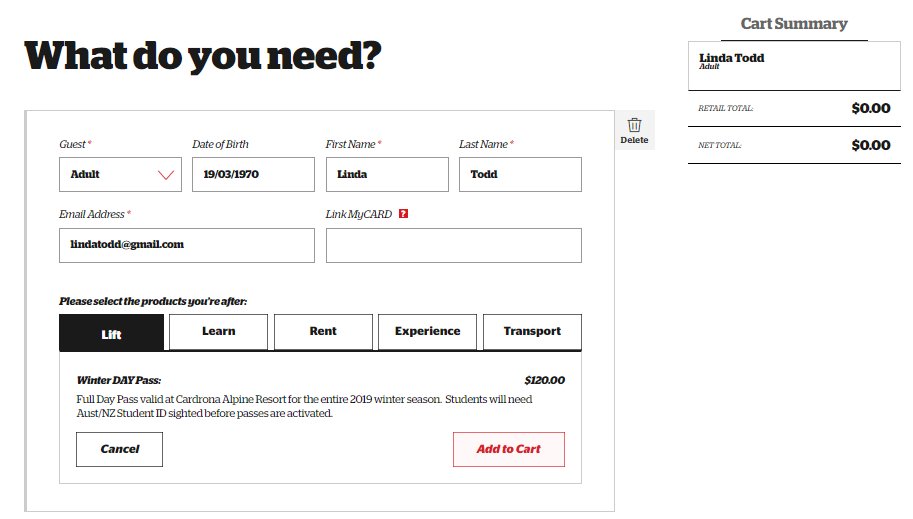 What do you need?
Guest * Date of Birth First Name * Last Name *
Adult 19/03/1970 Linda Todd
Email Address * Link MyCARD ?
lindatodd@gmail.com
Please select the products you're after:
Lift Learn Rent Experience Transport
Winter DAY Pass: $120.00
Full Day Pass valid at Cardrona Alpine Resort for the entire 2019 winter season. Students will need
Aust/NZ Student ID sighted before passes are activated.
Cancel Add to Cart
Delete
Cart Summary
Linda Todd
Adult
RETAIL TOTAL: $0.00
NET TOTAL: $0.00